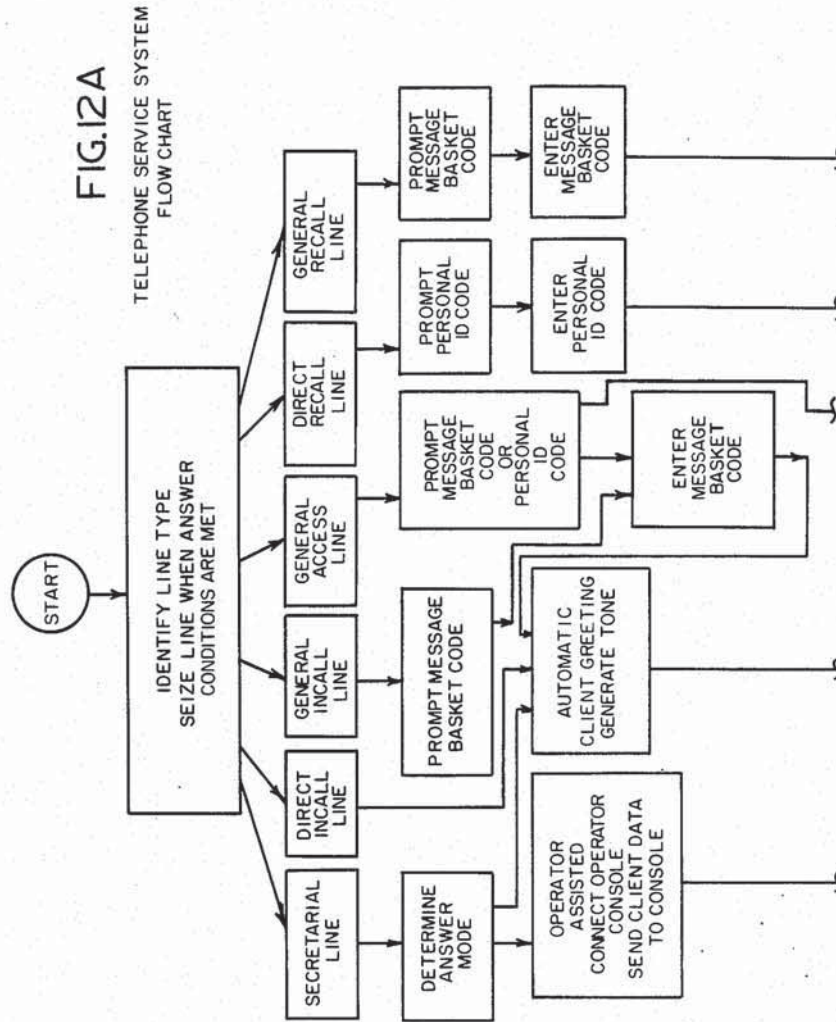 FIG.12A
TELEPHONE SERVICE SYSTEM
FLOW CHART
START
IDENTIFY LINE TYPE
SEIZE LINE WHEN ANSWER
CONDITIONS ARE MET
SECRETARIAL
LINE
DIRECT
INCALL
LINE
GENERAL
INCALL
LINE
GENERAL
ACCESS
LINE
DIRECT
RECALL
LINE
GENERAL
RECALL
LINE
DETERMINE
ANSWER
MODE
PROMPT MESSAGE
BASKET CODE
PROMPT
MESSAGE
BASKET
CODE
OR
PERSONAL
ID
CODE
PROMPT
PERSONAL
ID CODE
PROMPT
MESSAGE
BASKET
CODE
OPERATOR
ASSISTED
CONNECT OPERATOR
CONSOLE
SEND CLIENT DATA
TO CONSOLE
AUTOMATIC
CLIENT GREETING
GENERATE TONE
ENTER
MESSAGE
BASKET
CODE
ENTER
PERSONAL
ID CODE
ENTER
MESSAGE
BASKET
CODE